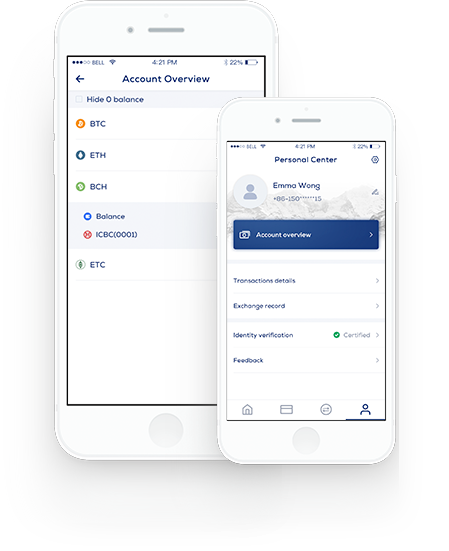 BELL 4:21 PM 22%
Account Overview
Hide 0 balance
BTC
ETH
BCH
Balance
ICBC(0001)
ETC
BELL 4:21 PM 22%
Personal Center
Emma Wong
+86-150******15
Account overview
Transactions details
Exchange record
Identity verification Certified
Feedback